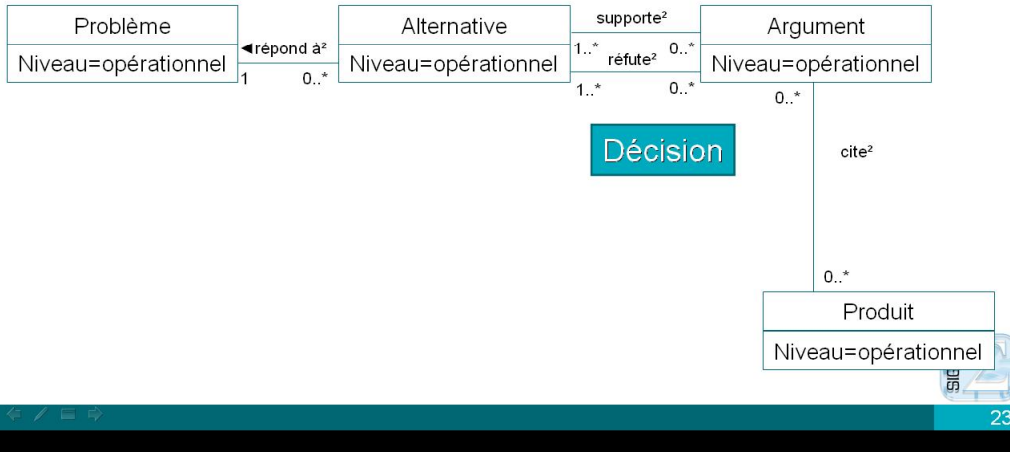 Problème
Niveau=opérationnel
◄répond à²
1
0..*
Alternative
Niveau=opérationnel
supporte²
1..*
0..*
réfute²
1..*
0..*
Argument
Niveau=opérationnel
0..*
Décision
cite²
0..*
Produit
Niveau=opérationnel
SIG
23